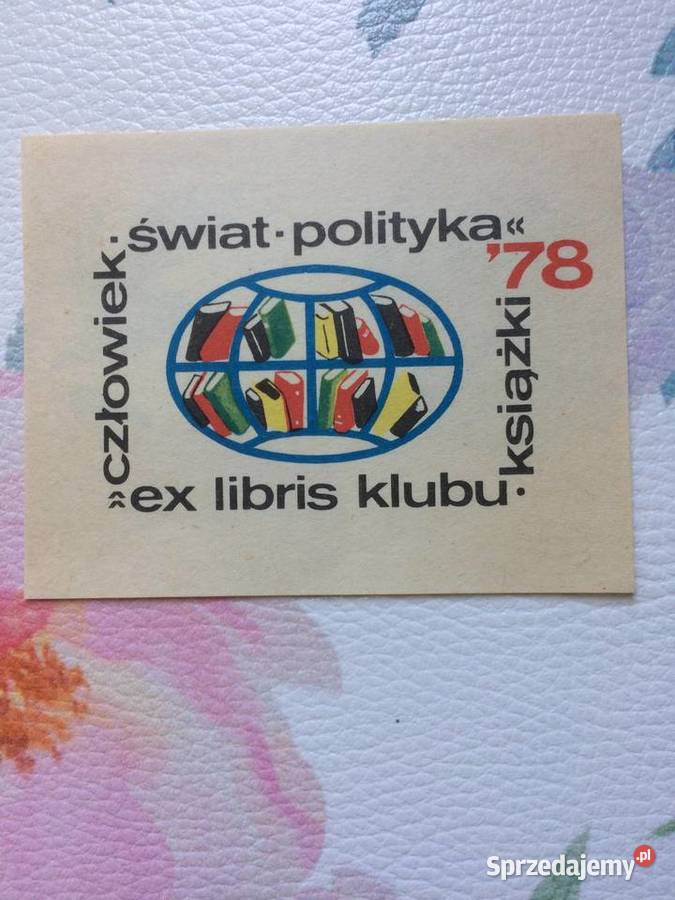 ex libris klubu · książki '78
»człowiek · świat · polityka«
Sprzedajemy.pl